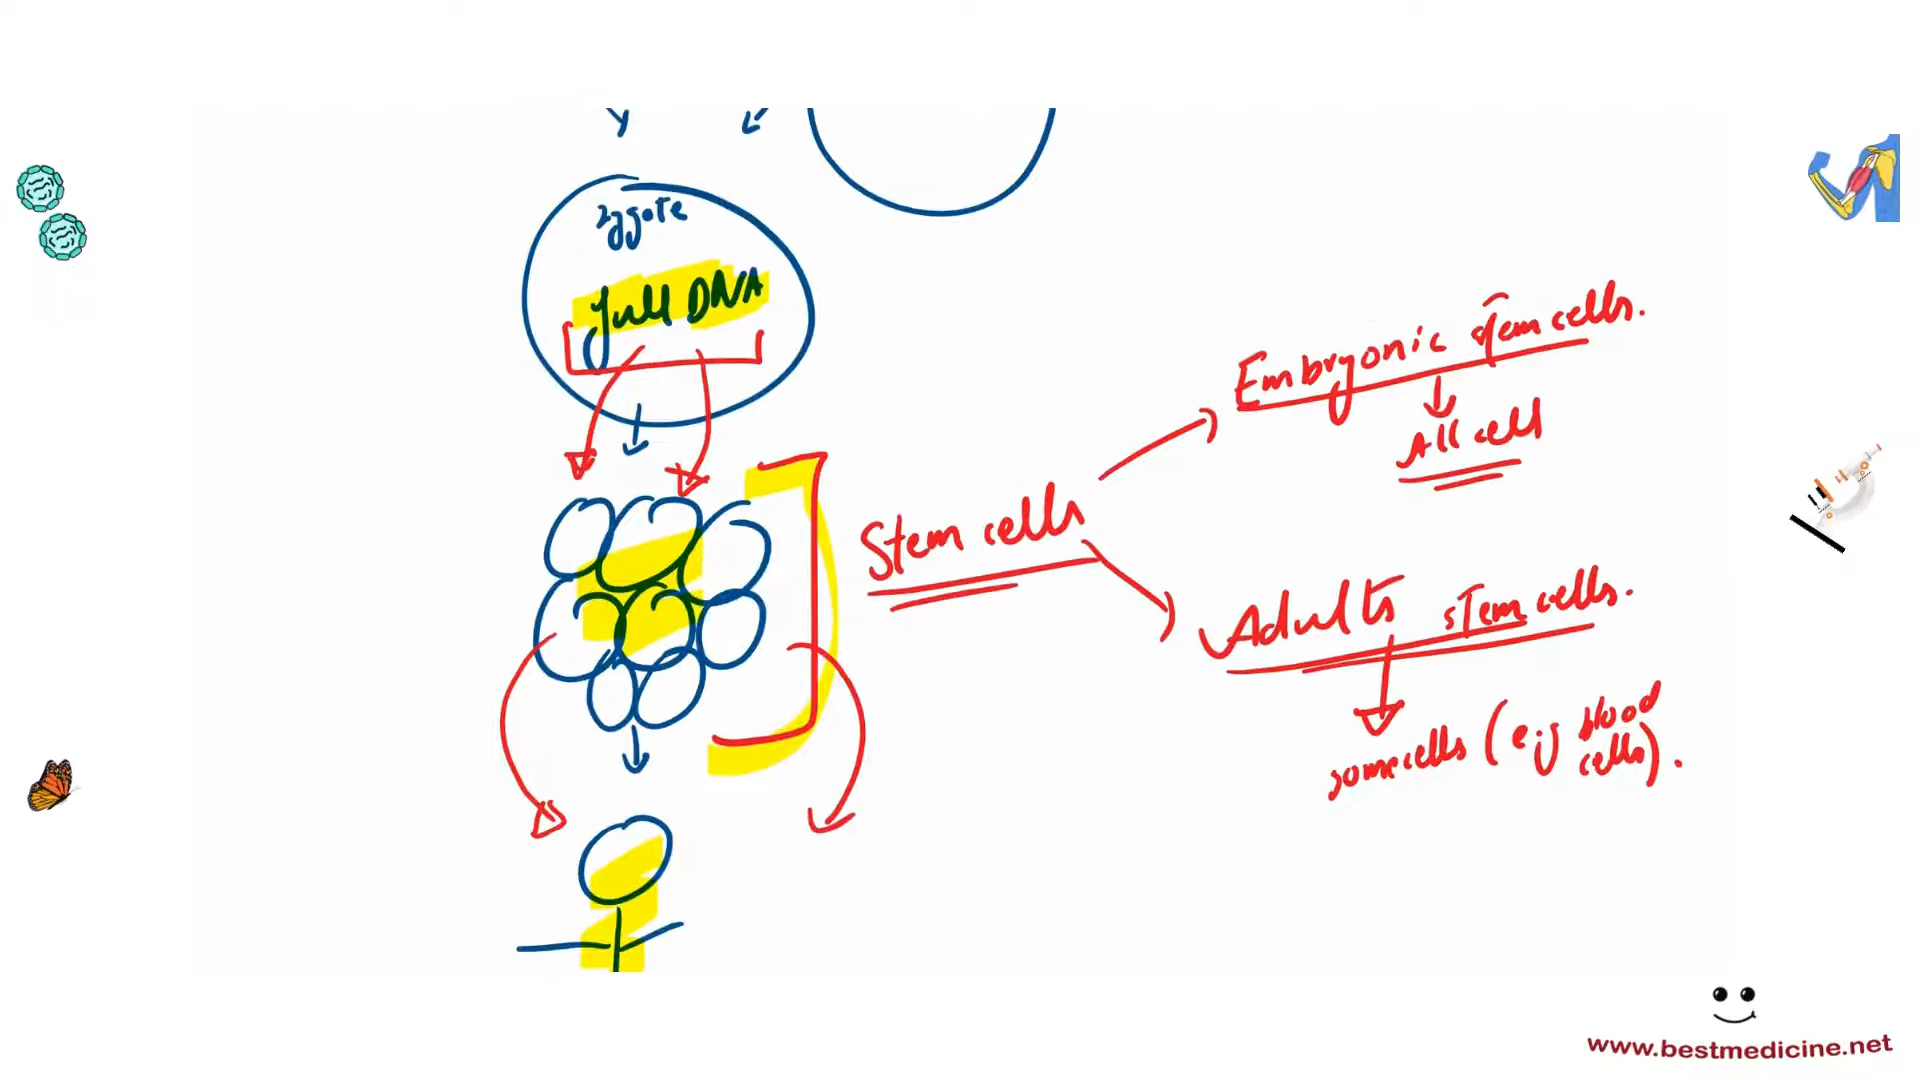 zygote
full DNA
Embryonic stem cells.
All cell
Stem cells
Adults stem cells.
some cells (eg blood
cells).
www.bestmedicine.net